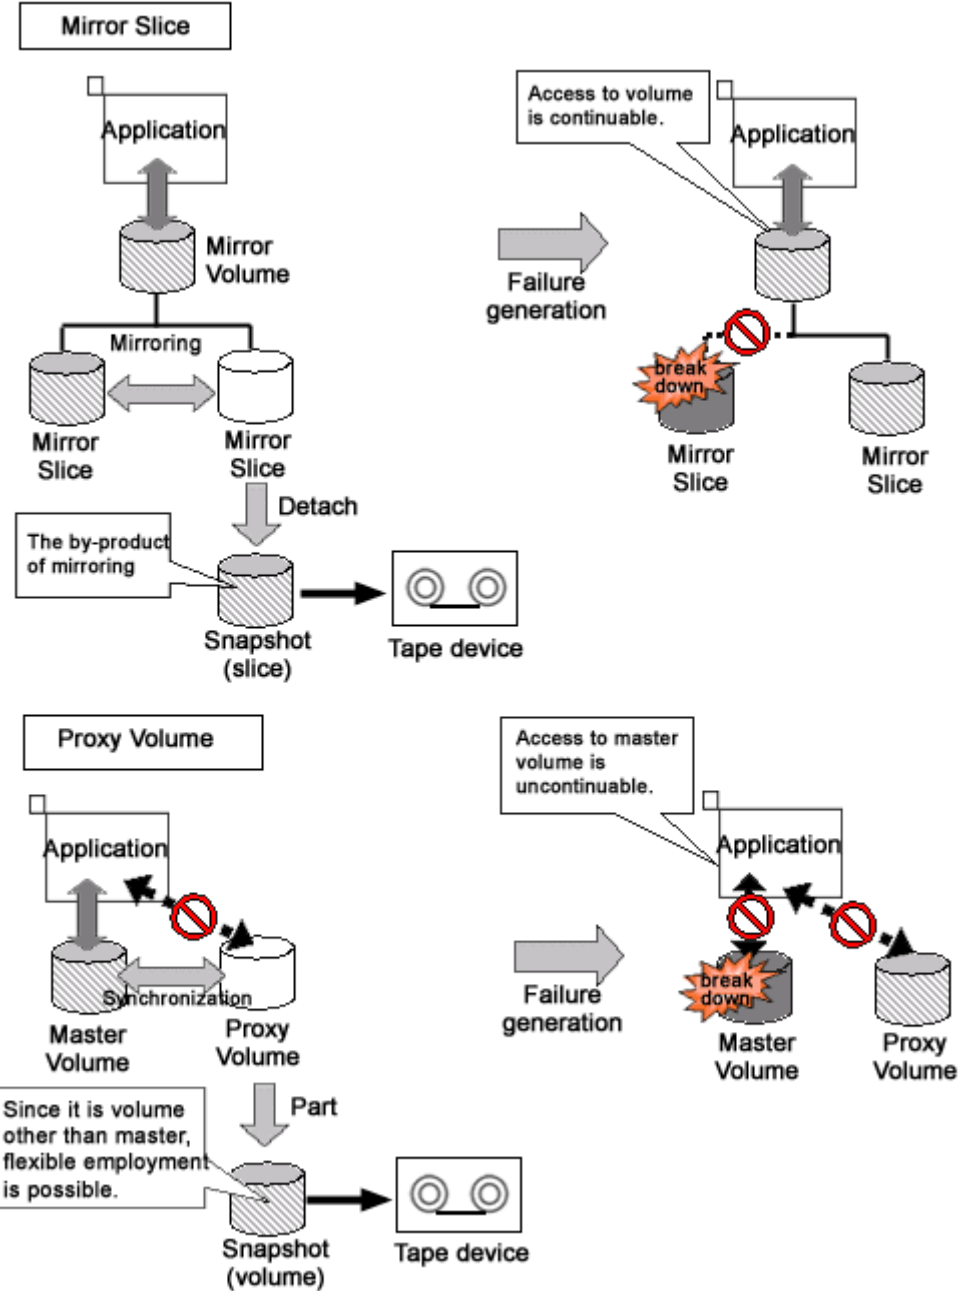 Mirror Slice
Application
Access to volume
is continuable.
Application
Mirror
Volume
Failure
generation
Mirroring
break
down
Mirror
Slice
Mirror
Slice
Mirror
Slice
Mirror
Slice
Detach
The by-product
of mirroring
Snapshot
(slice)
Tape device
Proxy Volume
Access to master
volume is
uncontinuable.
Application
Application
Synchronization
break
down
Failure
generation
Master
Volume
Proxy
Volume
Master
Volume
Proxy
Volume
Part
Since it is volume
other than master,
flexible employment
is possible.
Snapshot
(volume)
Tape device